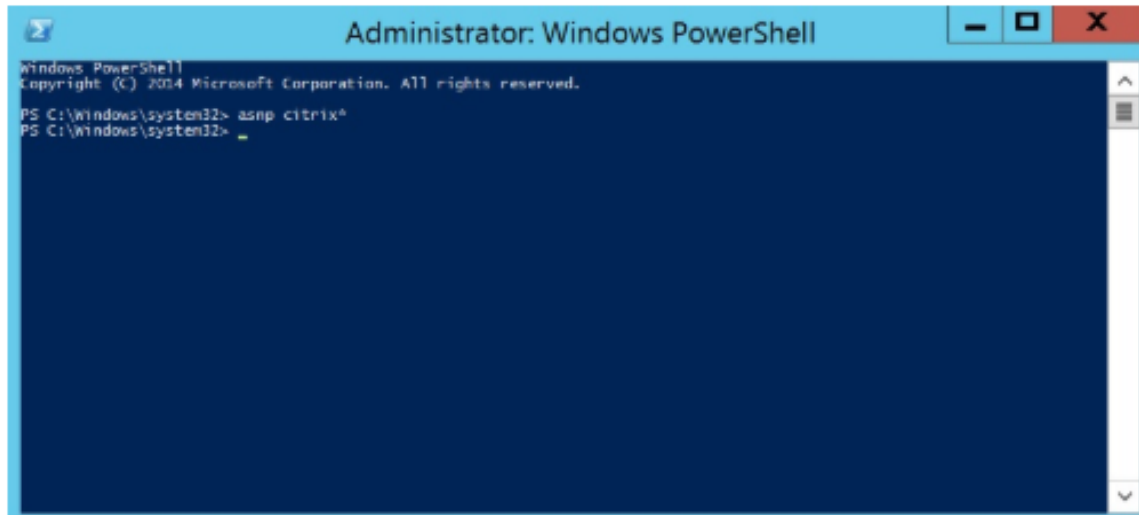 Administrator: Windows PowerShell
Windows PowerShell
Copyright (C) 2014 Microsoft Corporation. All rights reserved.
PS C:\Windows\system32> asnp citrix*
PS C:\Windows\system32> _